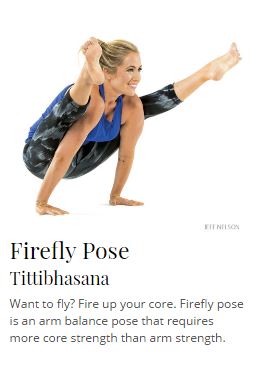 JEFF NELSON
Firefly Pose
Tittibhasana
Want to fly? Fire up your core. Firefly pose
is an arm balance pose that requires
more core strength than arm strength.